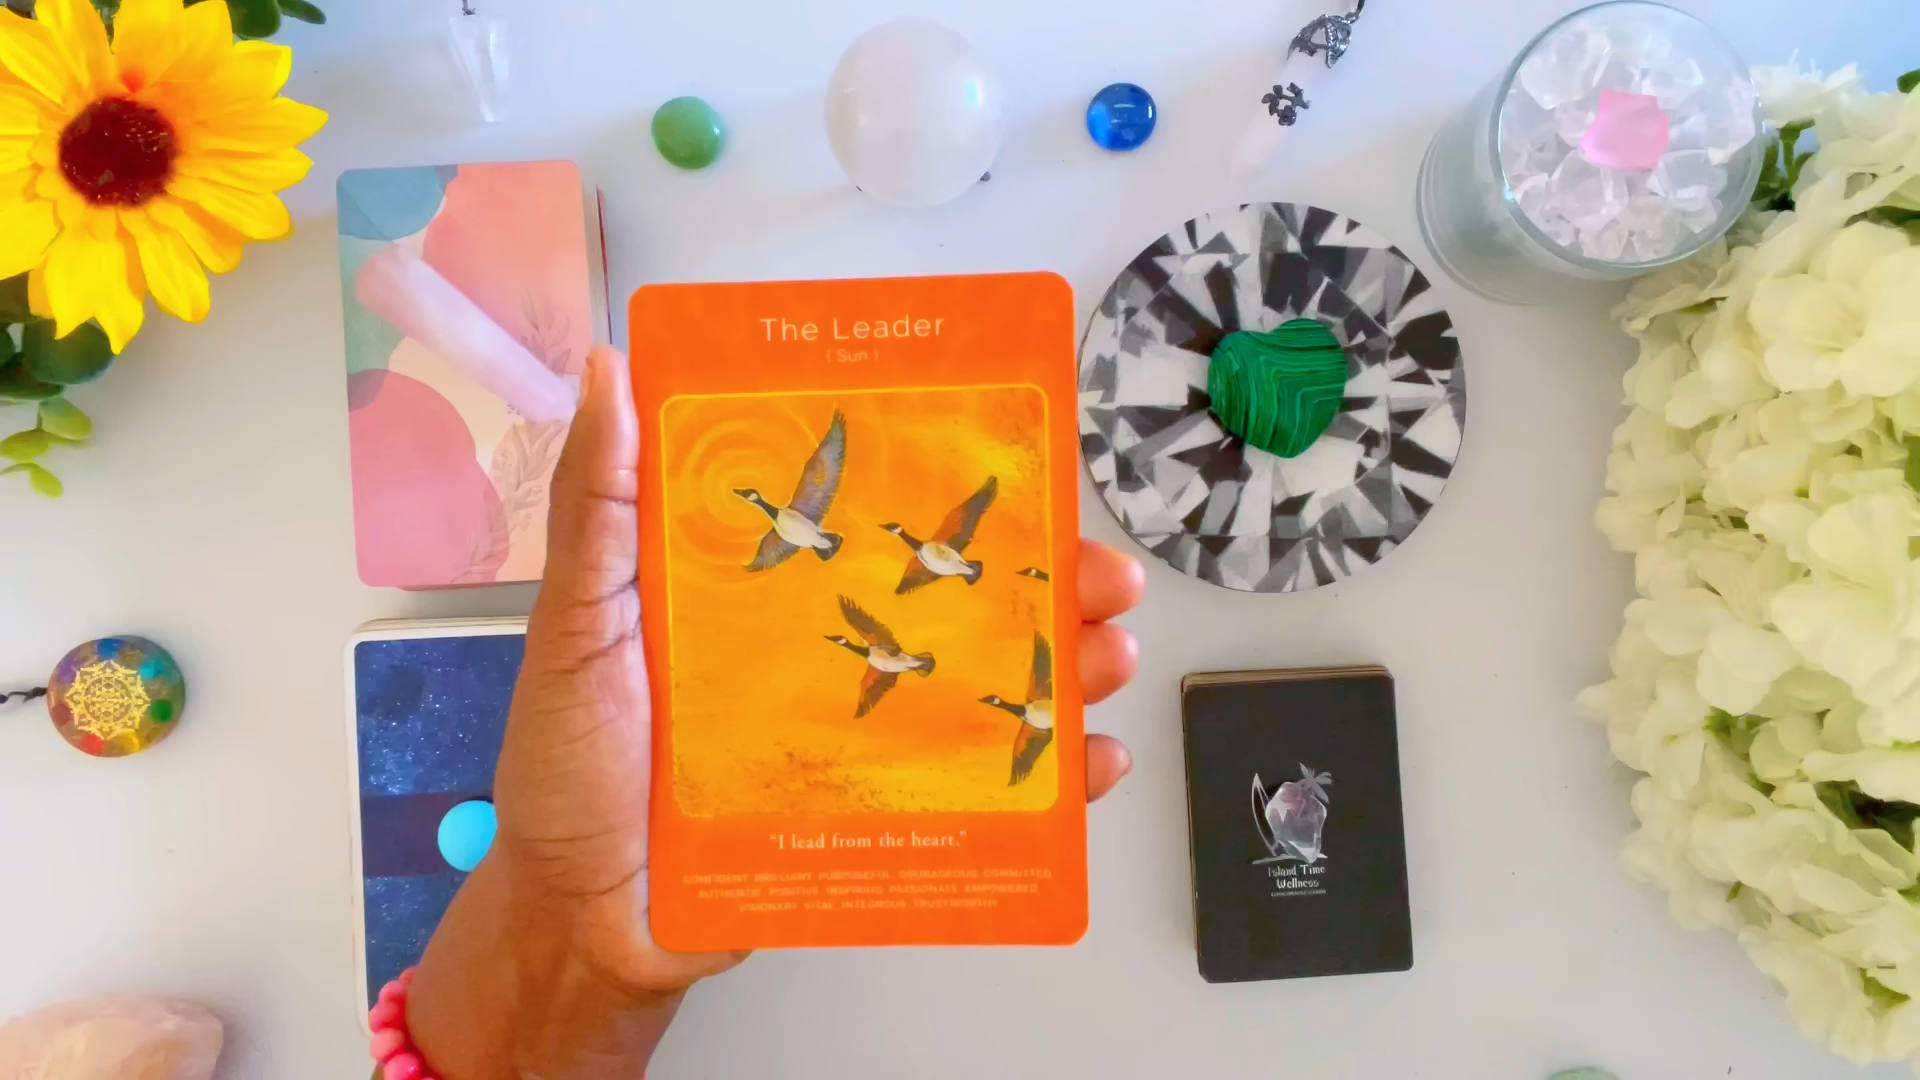 The Leader
( Sun )
"I lead from the heart."
CONFIDENT BRILLIANT PURPOSEFUL COURAGEOUS COMMITTED
AUTHENTIC POSITIVE INSPIRING PASSIONATE EMPOWERED
VISIONARY VITAL INTEGROUS TRUSTWORTHY
Island Time
Wellness